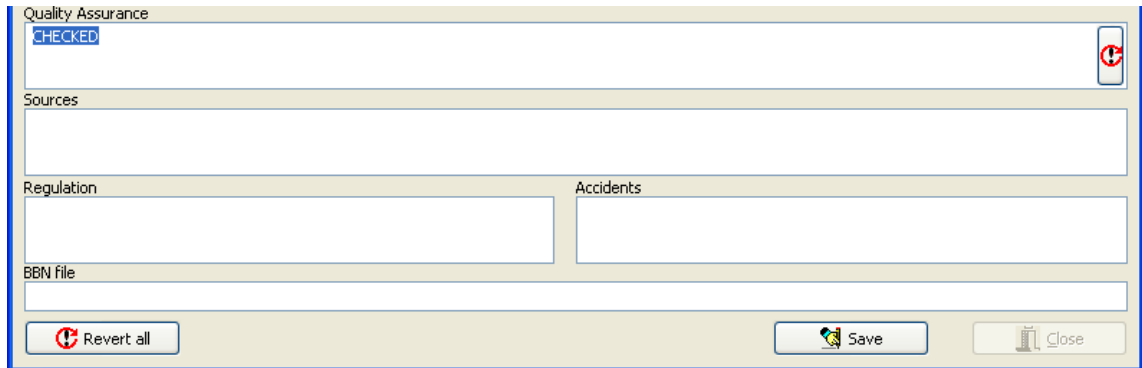 Quality Assurance
CHECKED
Sources
Regulation
Accidents
BBN file
Revert all
Save
Close